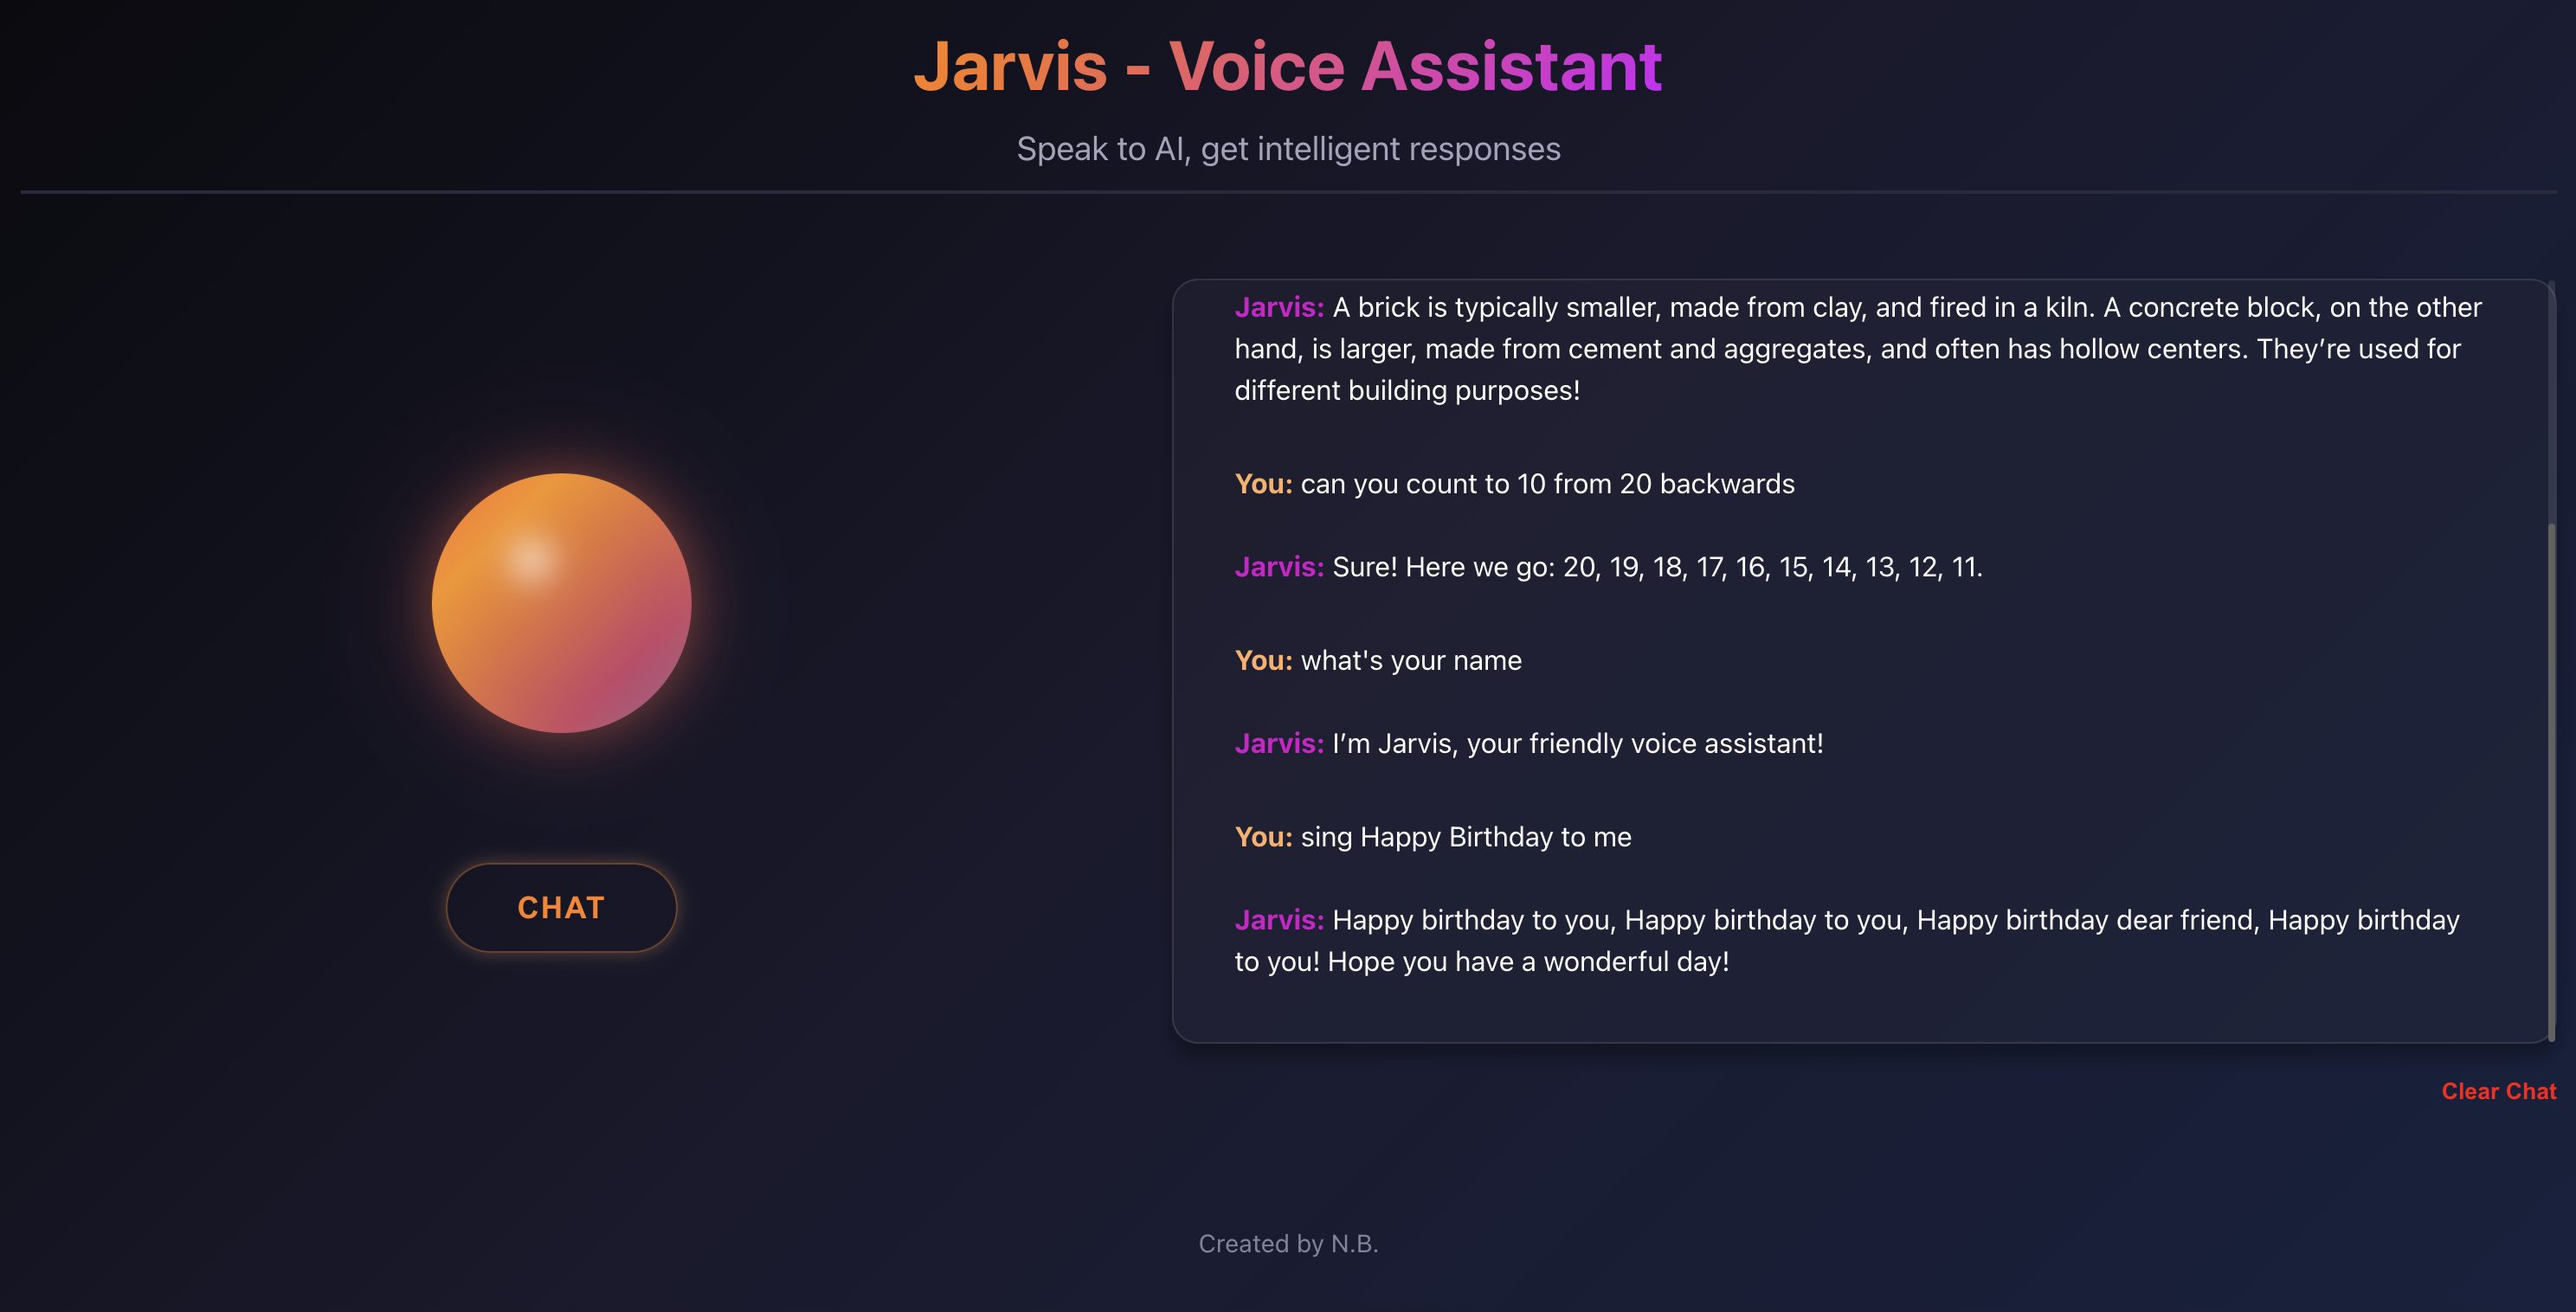 Jarvis - Voice Assistant
Speak to AI, get intelligent responses
Jarvis: A brick is typically smaller, made from clay, and fired in a kiln. A concrete block, on the other
hand, is larger, made from cement and aggregates, and often has hollow centers. They’re used for
different building purposes!
You: can you count to 10 from 20 backwards
Jarvis: Sure! Here we go: 20, 19, 18, 17, 16, 15, 14, 13, 12, 11.
You: what's your name
Jarvis: I’m Jarvis, your friendly voice assistant!
You: sing Happy Birthday to me
Jarvis: Happy birthday to you, Happy birthday to you, Happy birthday dear friend, Happy birthday
to you! Hope you have a wonderful day!
CHAT
Clear Chat
Created by N.B.